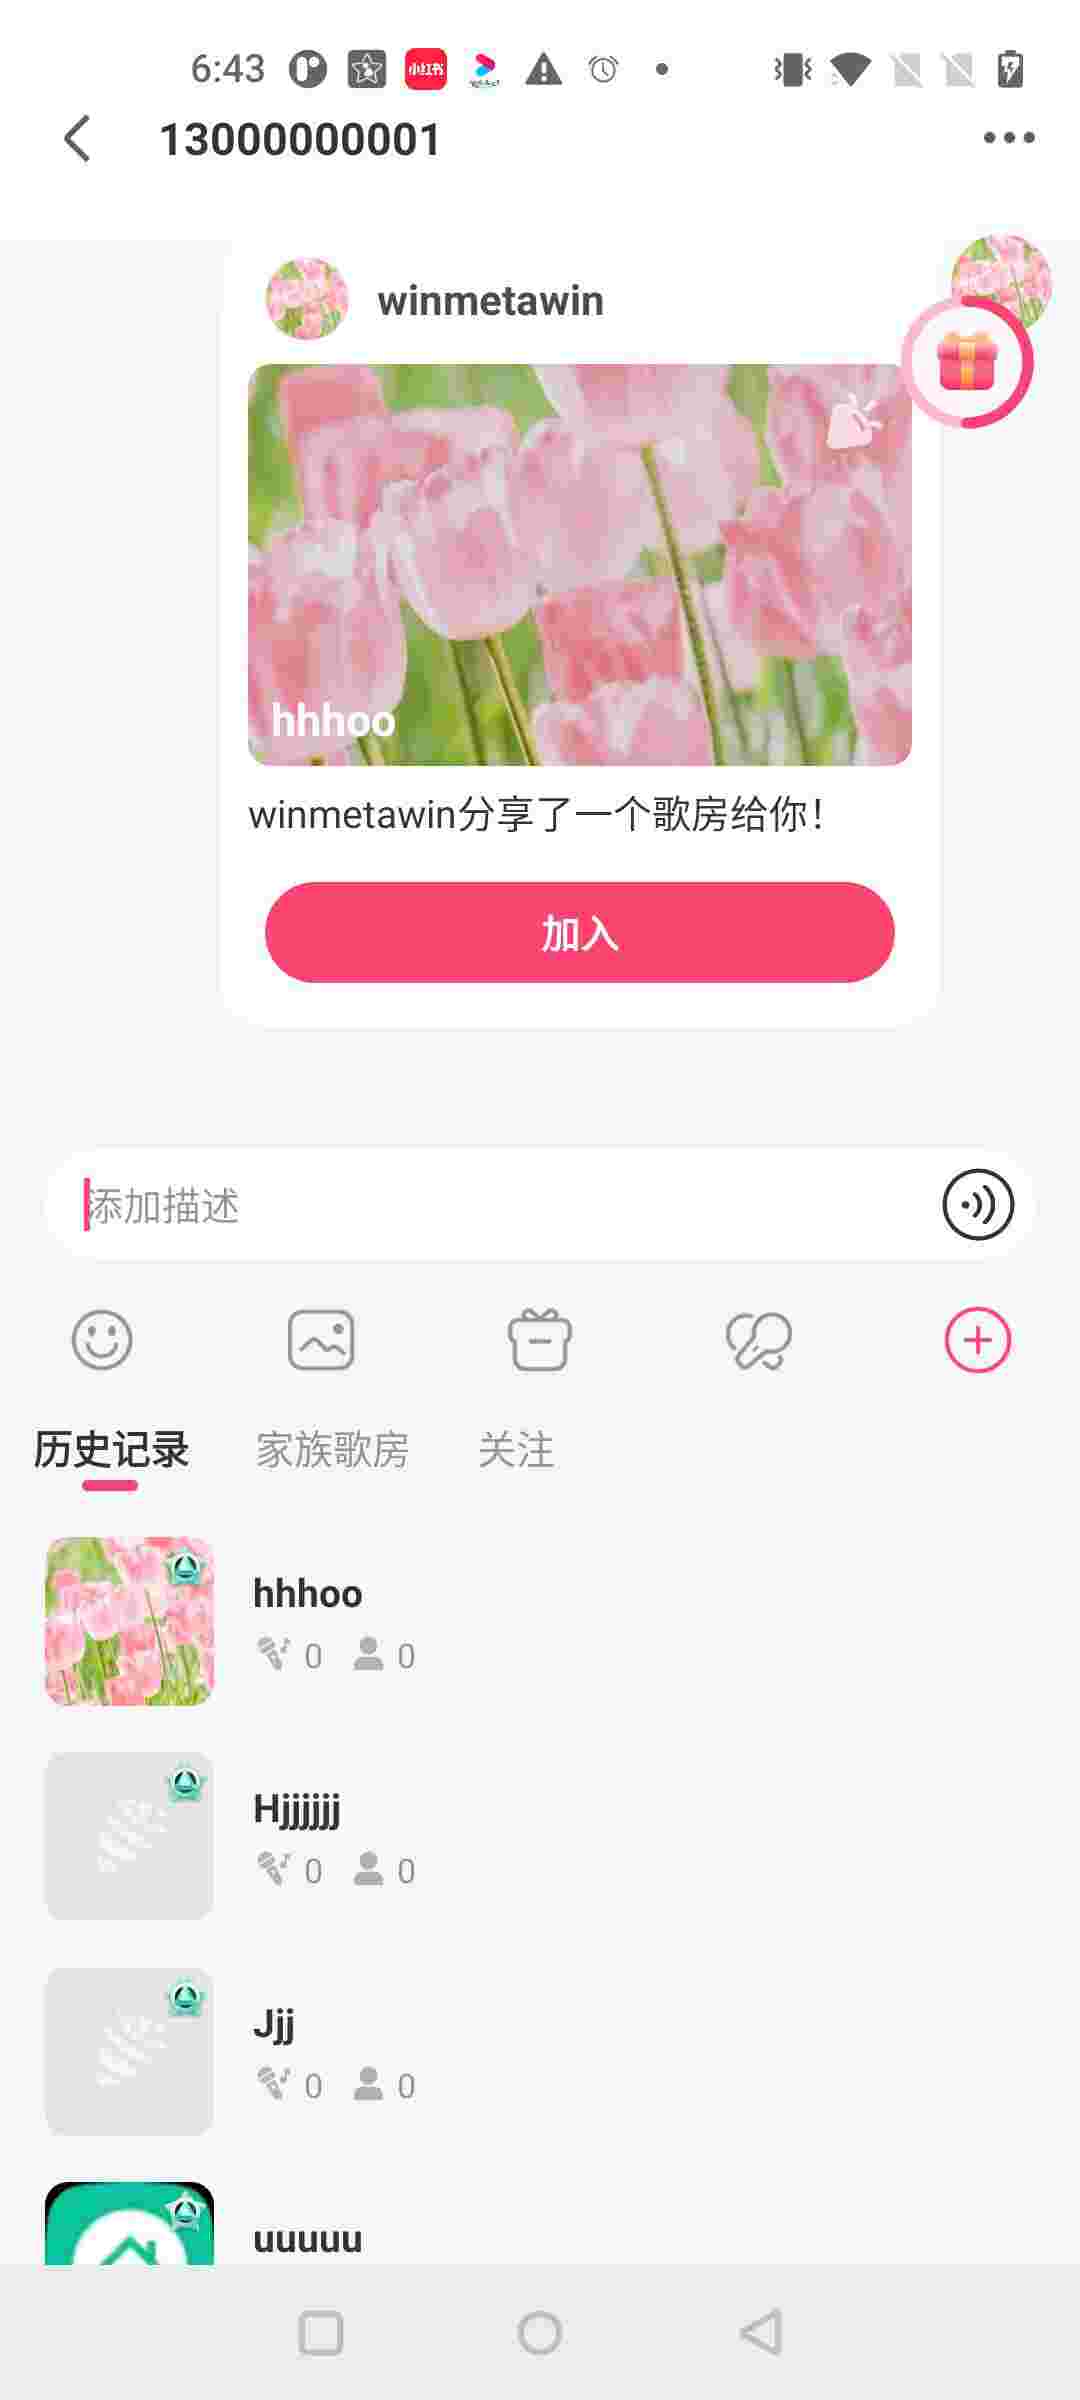 6:43
小红书
13000000001
winmetawin
hhhoo
winmetawin分享了一个歌房给你!
加入
添加描述
历史记录 家族歌房 关注
hhhoo
0 0
Hjjjjjj
0 0
Jjj
0 0
uuuuu